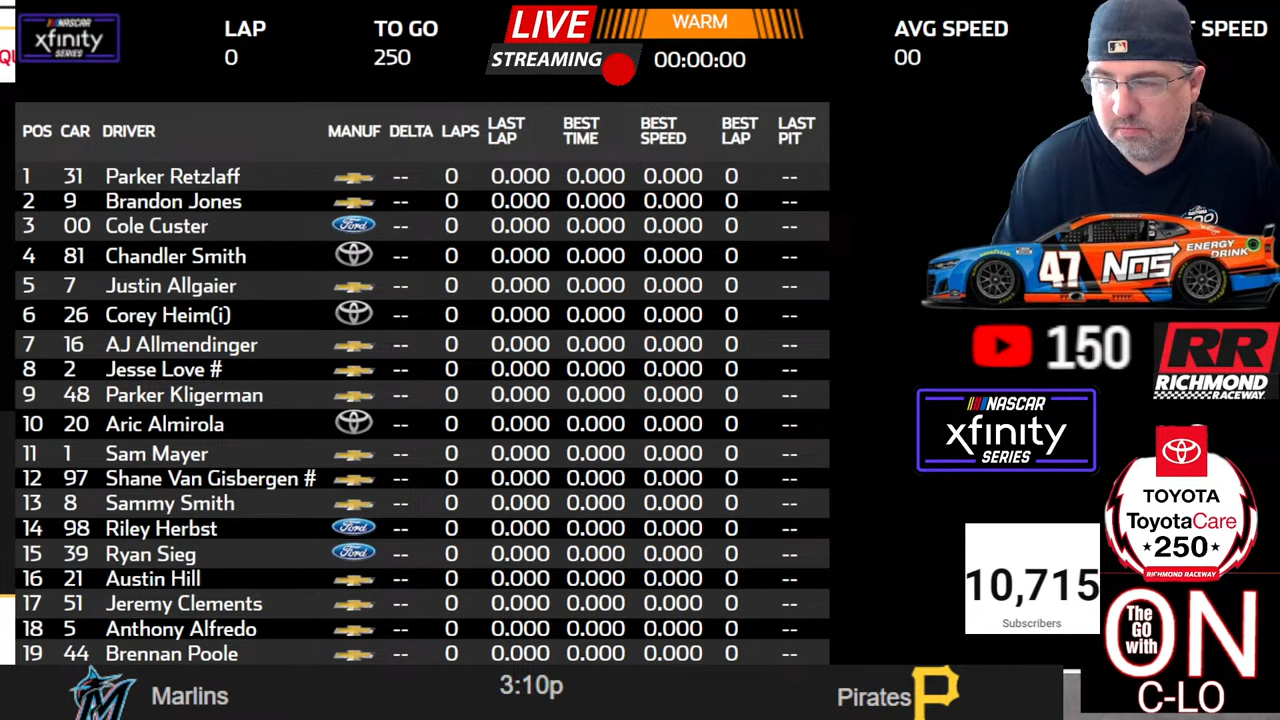 NASCAR
xfinity
SERIES
LAP
0
TO GO
250
LIVE
STREAMING
WARM
00:00:00
AVG SPEED
00
SPEED
POS CAR DRIVER MANUF DELTA LAPS LAST LAP BEST TIME BEST SPEED BEST LAP LAST PIT
1 31 Parker Retzlaff -- 0 0.000 0.000 0.000 0 --
2 9 Brandon Jones -- 0 0.000 0.000 0.000 0 --
3 00 Cole Custer Ford -- 0 0.000 0.000 0.000 0 --
4 81 Chandler Smith -- 0 0.000 0.000 0.000 0 --
5 7 Justin Allgaier -- 0 0.000 0.000 0.000 0 --
6 26 Corey Heim(i) -- 0 0.000 0.000 0.000 0 --
7 16 AJ Allmendinger -- 0 0.000 0.000 0.000 0 --
8 2 Jesse Love # -- 0 0.000 0.000 0.000 0 --
9 48 Parker Kligerman -- 0 0.000 0.000 0.000 0 --
10 20 Aric Almirola -- 0 0.000 0.000 0.000 0 --
11 1 Sam Mayer -- 0 0.000 0.000 0.000 0 --
12 97 Shane Van Gisbergen # -- 0 0.000 0.000 0.000 0 --
13 8 Sammy Smith -- 0 0.000 0.000 0.000 0 --
14 98 Riley Herbst Ford -- 0 0.000 0.000 0.000 0 --
15 39 Ryan Sieg Ford -- 0 0.000 0.000 0.000 0 --
16 21 Austin Hill -- 0 0.000 0.000 0.000 0 --
17 51 Jeremy Clements -- 0 0.000 0.000 0.000 0 --
18 5 Anthony Alfredo -- 0 0.000 0.000 0.000 0 --
19 44 Brennan Poole -- 0 0.000 0.000 0.000 0 --
47 NOS ENERGY
DRINK
150
RR
RICHMOND
RACEWAY
NASCAR
xfinity
SERIES
TOYOTA
ToyotaCare
250
RICHMOND RACEWAY
10,715
Subscribers
The
GO
with
ON
C-LO
Marlins
3:10p
Pirates P